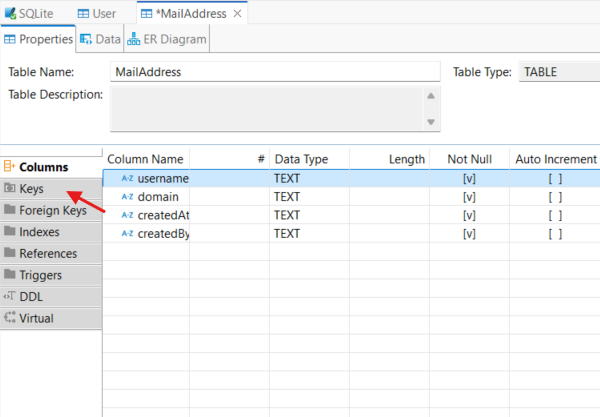 SQLite User *MailAddress
Properties Data ER Diagram
Table Name: MailAddress Table Type: TABLE
Table Description:
Columns
Keys
Foreign Keys
Indexes
References
Triggers
DDL
Virtual
Column Name # Data Type Length Not Null Auto Increment
A-Z username TEXT [v] [ ]
A-Z domain TEXT [v] [ ]
A-Z createdAt TEXT [v] [ ]
A-Z createdBy TEXT [v] [ ]